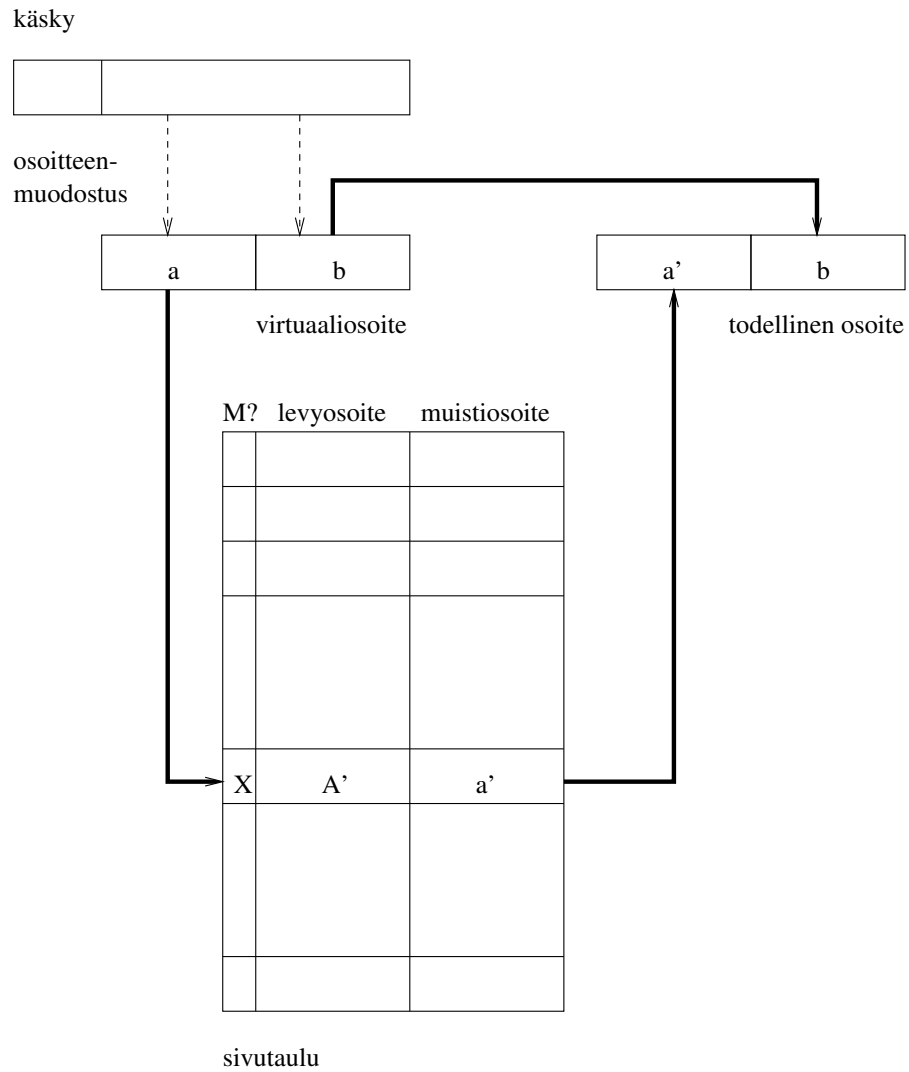 käsky
osoitteen-
muodostus
a b a’ b
virtuaaliosoite todellinen osoite
M? levyosoite muistiosoite
X A’ a’
sivutaulu